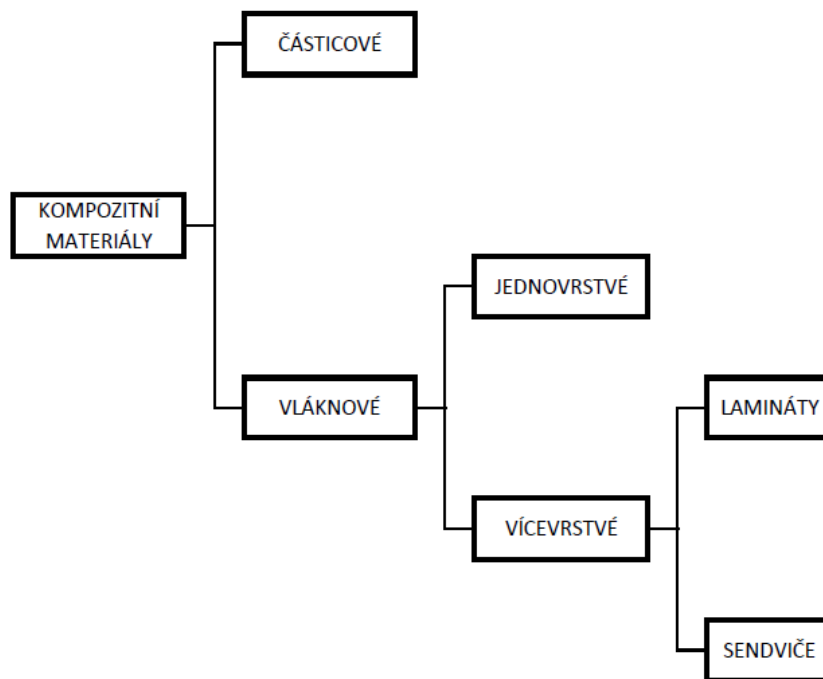 ČÁSTICOVÉ
KOMPOZITNÍ
MATERIÁLY
JEDNOVRSTVÉ
VLÁKNOVÉ
LAMINÁTY
VÍCEVRSTVÉ
SENDVIČE